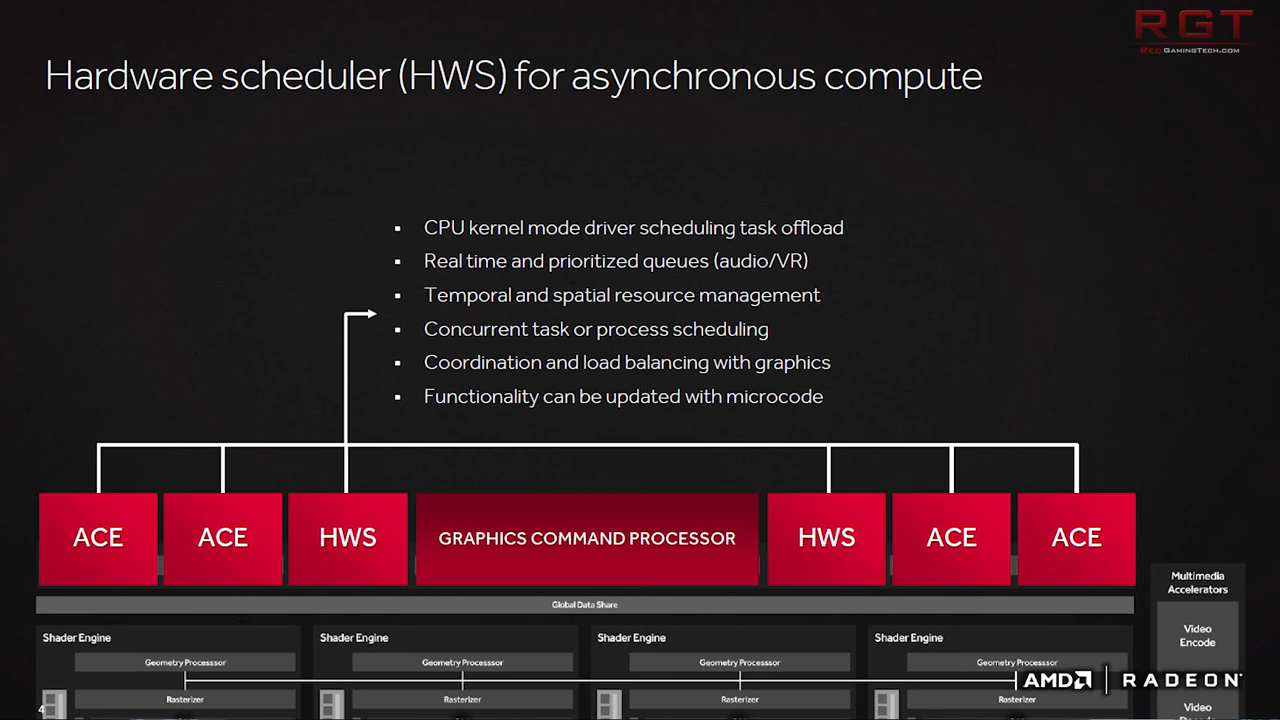 RGT
REDGAMINGTECH.COM
Hardware scheduler (HWS) for asynchronous compute
▪ CPU kernel mode driver scheduling task offload
▪ Real time and prioritized queues (audio/VR)
▪ Temporal and spatial resource management
▪ Concurrent task or process scheduling
▪ Coordination and load balancing with graphics
▪ Functionality can be updated with microcode
ACE ACE HWS GRAPHICS COMMAND PROCESSOR HWS ACE ACE
Multimedia
Accelerators
Global Data Share
Video
Encode
Shader Engine Shader Engine Shader Engine Shader Engine
Geometry Processsor Geometry Processsor Geometry Processsor Geometry Processsor
AMD RADEON
Rasterizer Rasterizer Rasterizer Rasterizer
4
Video